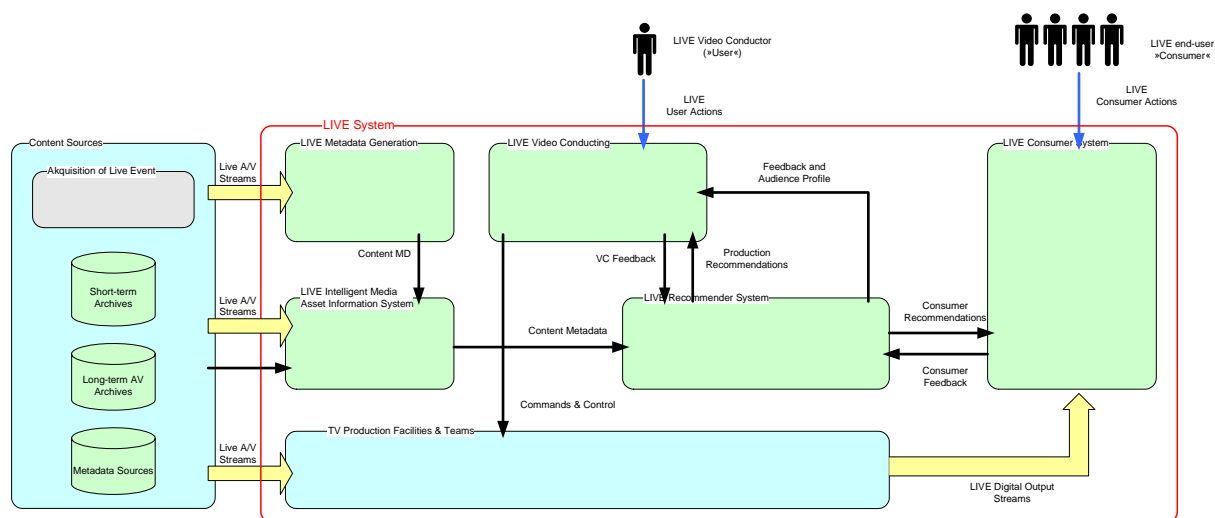 LIVE Video Conductor
(»User«)
LIVE end-user
»Consumer«
LIVE
User Actions
LIVE
Consumer Actions
LIVE System
Content Sources
Akquisition of Live Event
Short-term
Archives
Long-term AV
Archives
Metadata Sources
Live A/V
Streams
LIVE Metadata Generation
LIVE Video Conducting
LIVE Consumer System
Feedback and
Audience Profile
Content MD
VC Feedback
Production
Recommendations
Live A/V
Streams
LIVE Intelligent Media
Asset Information System
LIVE Recommender System
Content Metadata
Consumer
Recommendations
Consumer
Feedback
Commands & Control
Live A/V
Streams
TV Production Facilities & Teams
LIVE Digital Output
Streams